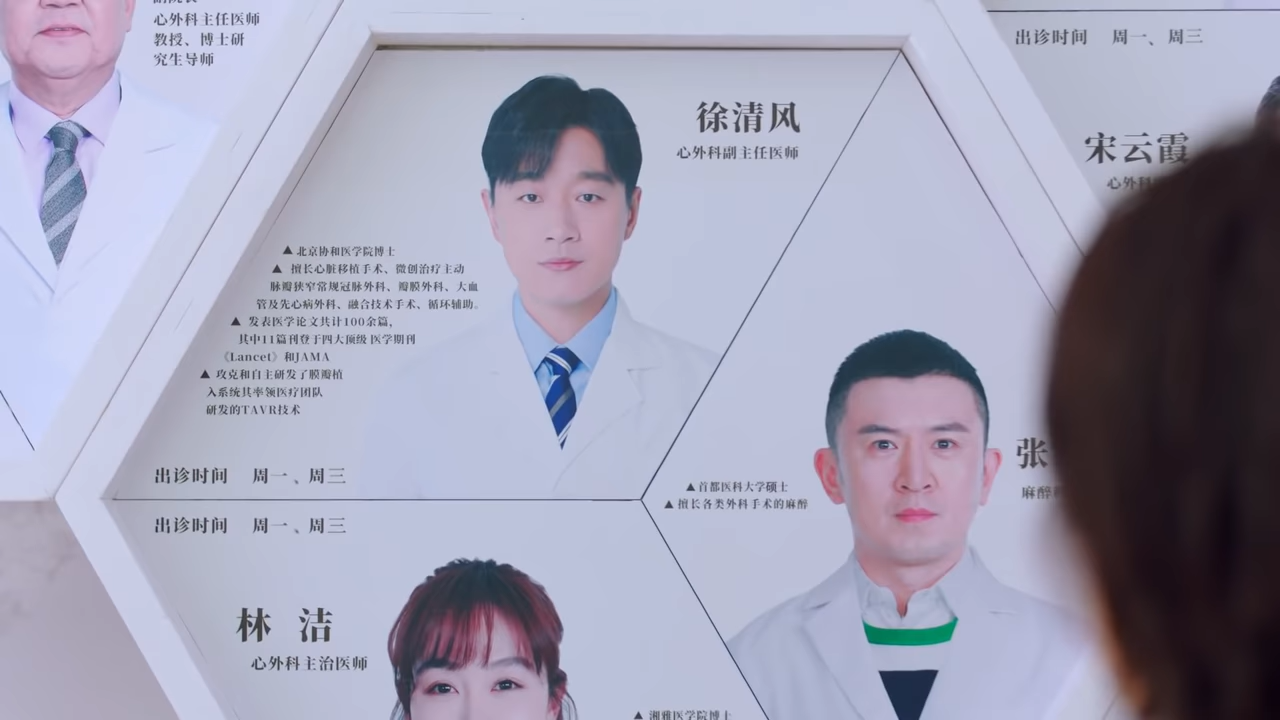 心外科主任医师
教授、博士研
究生导师
徐清风
心外科副主任医师
▲ 北京协和医学院博士
▲ 擅长心脏移植手术、微创治疗主动
脉瓣狭窄常规冠脉外科、瓣膜外科、大血
管及先心病外科、融合技术手术、循环辅助。
▲ 发表医学论文共计100余篇,
其中11篇刊登于四大顶级 医学期刊
《Lancet》和JAMA
▲ 攻克和自主研发了膜瓣植
入系统其率领医疗团队
研发的TAVR技术
出诊时间 周一、周三
出诊时间 周一、周三
林 洁
心外科主治医师
▲ 湘雅医学院博士
▲ 首都医科大学硕士
▲ 擅长各类外科手术的麻醉
张
麻醉
出诊时间 周一、周三
宋云霞
心外科